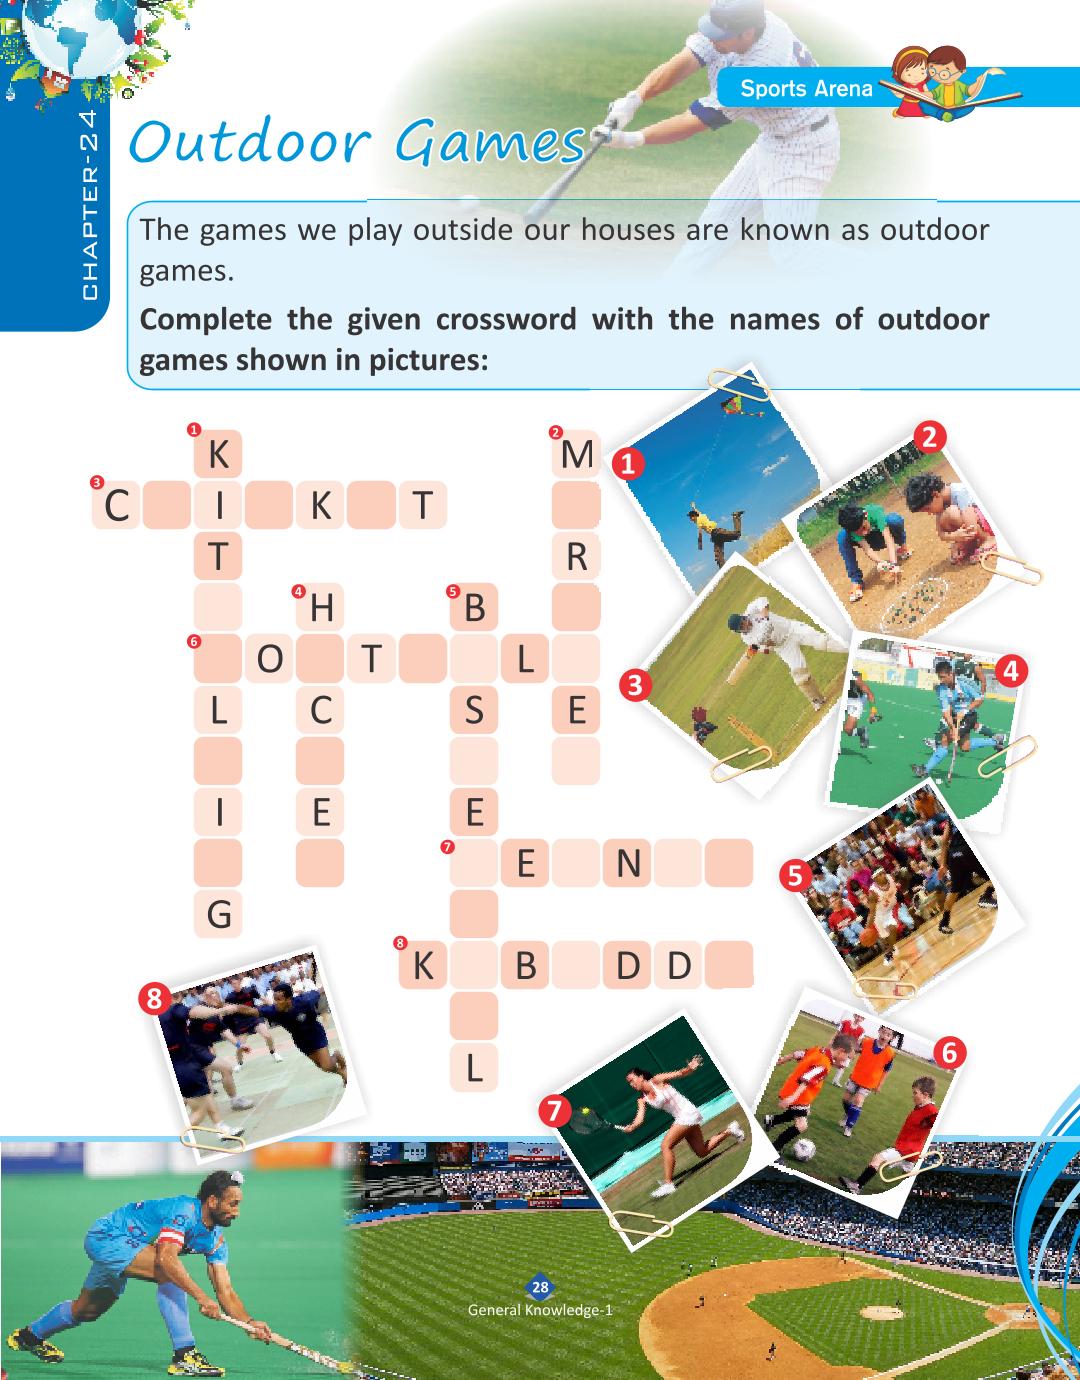 Sports Arena
CHAPTER-24
Outdoor Games
The games we play outside our houses are known as outdoor
games.
Complete the given crossword with the names of outdoor
games shown in pictures:
1
K
2
M
3
C I K T
T R
4
H
5
B
6
O T L
L C S E
I E E
7
E N
G
8
K B D D
L
1
2
3
4
5
6
7
8
28
General Knowledge-1